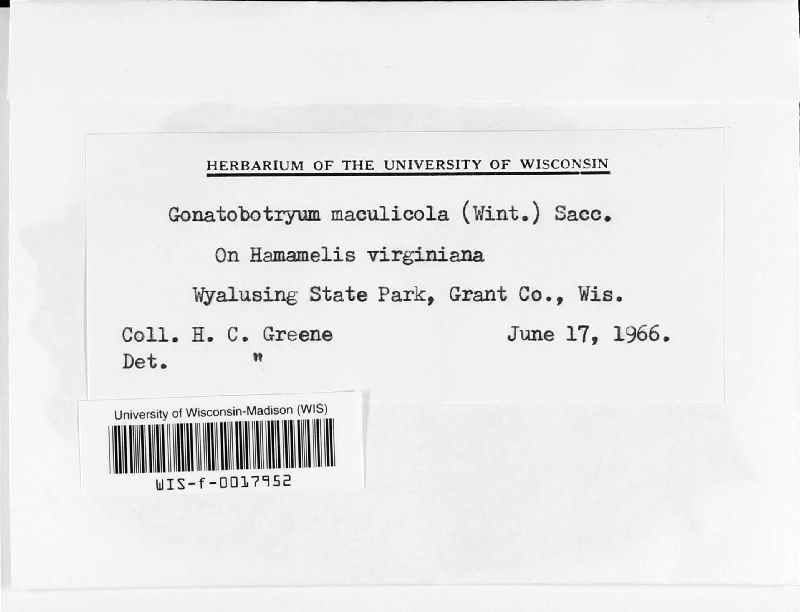 HERBARIUM OF THE UNIVERSITY OF WISCONSIN
Gonatobotryum maculicola (Wint.) Sacc.
On Hamamelis virginiana
Wyalusing State Park, Grant Co., Wis.
Coll. H. C. Greene June 17, 1966.
Det. "
University of Wisconsin-Madison (WIS)
WIS-f-0017952